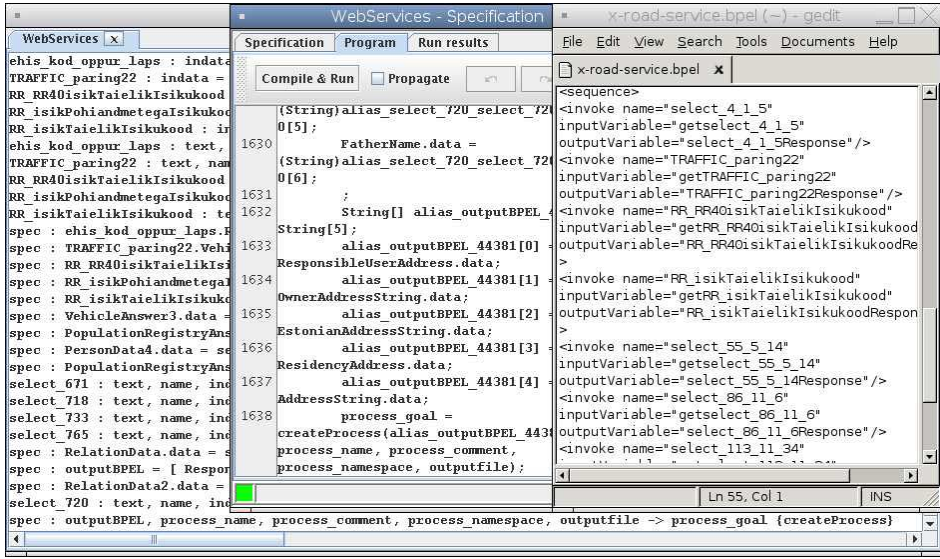 WebServices x
ehis_kod_oppur_laps : indata
TRAFFIC_paring22 : indata =
RR_RR40isikTaielikIsikukood
RR_isikPohiandmetegaIsikukoo
RR_isikTaielikIsikukood : in
ehis_kod_oppur_laps : text,
TRAFFIC_paring22 : text, nam
RR_RR40isikTaielikIsikukood
RR_isikPohiandmetegaIsikukoo
RR_isikTaielikIsikukood : te
spec : ehis_kod_oppur_laps.R
spec : TRAFFIC_paring22.Vehi
spec : RR_RR40isikTaielikIsi
spec : RR_isikPohiandmetegaI
spec : RR_isikTaielikIsikuko
spec : VehicleAnswer3.data =
spec : PopulationRegistryAns
spec : PersonData4.data = se
spec : PopulationRegistryAns
select_671 : text, name, ind
select_718 : text, name, ind
select_733 : text, name, ind
select_765 : text, name, ind
spec : RelationData.data = s
spec : outputBPEL = [ Respon
spec : RelationData2.data =
select_720 : text, name, ind
spec : outputBPEL, process_name, process_comment, process_namespace, outputfile -> process_goal {createProcess}
WebServices - Specification
Specification Program Run results
Compile & Run Propagate
(String)alias_select_720_select_720
0[5];
1630 FatherName.data =
(String)alias_select_720_select_720
0[6];
1631 ;
1632 String[] alias_outputBPEL_4
String[5];
1633 alias_outputBPEL_44381[0] =
ResponsibleUserAddress.data;
1634 alias_outputBPEL_44381[1] =
OwnerAddressString.data;
1635 alias_outputBPEL_44381[2] =
EstonianAddressString.data;
1636 alias_outputBPEL_44381[3] =
ResidencyAddress.data;
1637 alias_outputBPEL_44381[4] =
AddressString.data;
1638 process_goal =
createProcess(alias_outputBPEL_4438
process_name, process_comment,
process_namespace, outputfile);
x-road-service.bpel (~) - gedit
File Edit View Search Tools Documents Help
x-road-service.bpel x
<sequence>
<invoke name="select_4_1_5"
inputVariable="getselect_4_1_5"
outputVariable="select_4_1_5Response"/>
<invoke name="TRAFFIC_paring22"
inputVariable="getTRAFFIC_paring22"
outputVariable="TRAFFIC_paring22Response"/>
<invoke name="RR_RR40isikTaielikIsikukood"
inputVariable="getRR_RR40isikTaielikIsikukood
outputVariable="RR_RR40isikTaielikIsikukoodRe
>
<invoke name="RR_isikTaielikIsikukood"
inputVariable="getRR_isikTaielikIsikukood"
outputVariable="RR_isikTaielikIsikukoodRespon
>
<invoke name="select_55_5_14"
inputVariable="getselect_55_5_14"
outputVariable="select_55_5_14Response"/>
<invoke name="select_86_11_6"
inputVariable="getselect_86_11_6"
outputVariable="select_86_11_6Response"/>
<invoke name="select_113_11_34"
Ln 55, Col 1 INS